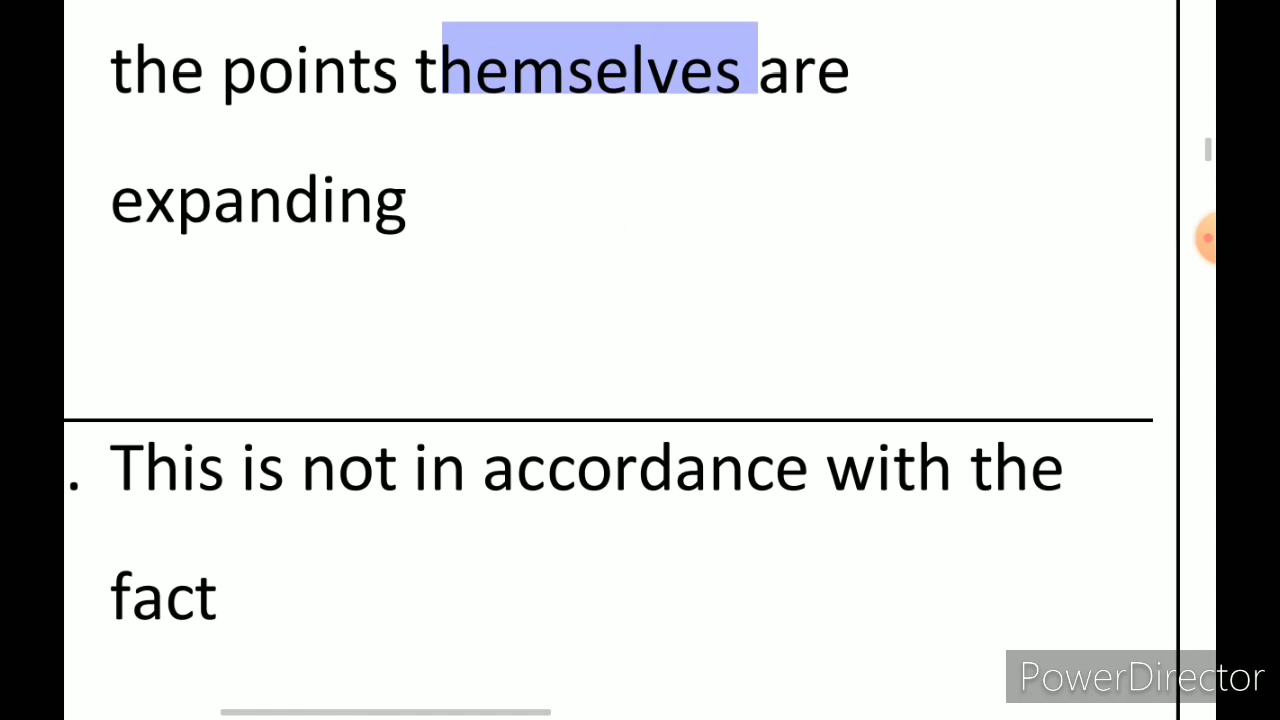 the points themselves are
expanding
. This is not in accordance with the
fact
PowerDirector